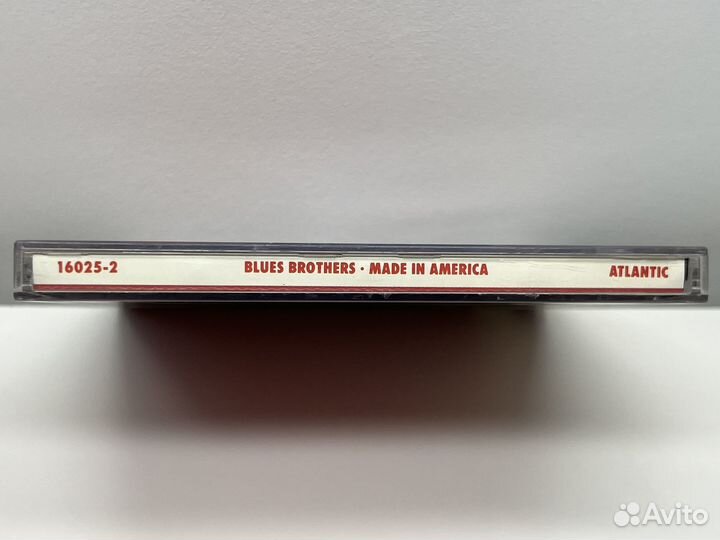 16025-2 BLUES BROTHERS · MADE IN AMERICA ATLANTIC
Avito